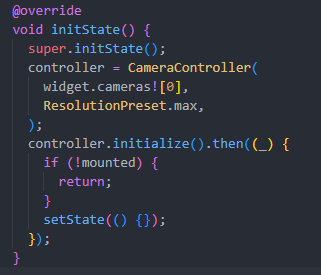 @override
void initState() {
  super.initState();
  controller = CameraController(
    widget.cameras![0],
    ResolutionPreset.max,
  );
  controller.initialize().then((_) {
    if (!mounted) {
      return;
    }
    setState(() {});
  });
}